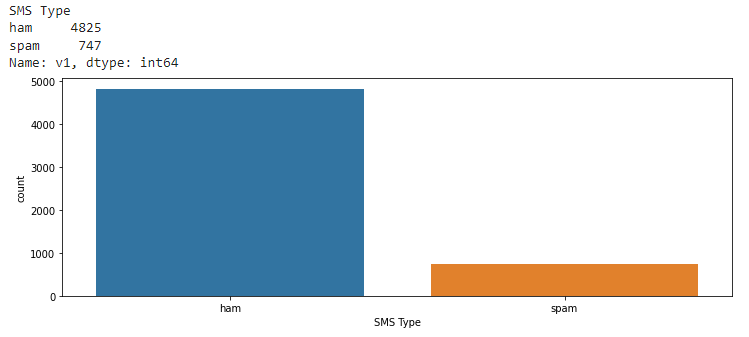 SMS Type
ham     4825
spam     747
Name: v1, dtype: int64
5000
4000
3000
2000
1000
0
count
ham
spam
SMS Type